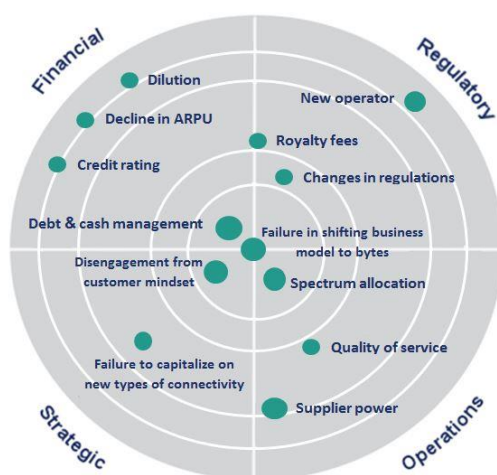 Financial
Regulatory
Dilution
New operator
Decline in ARPU
Royalty fees
Credit rating
Changes in regulations
Debt & cash management
Failure in shifting business
model to bytes
Disengagement from
customer mindset
Spectrum allocation
Quality of service
Failure to capitalize on
new types of connectivity
Supplier power
Strategic
Operations